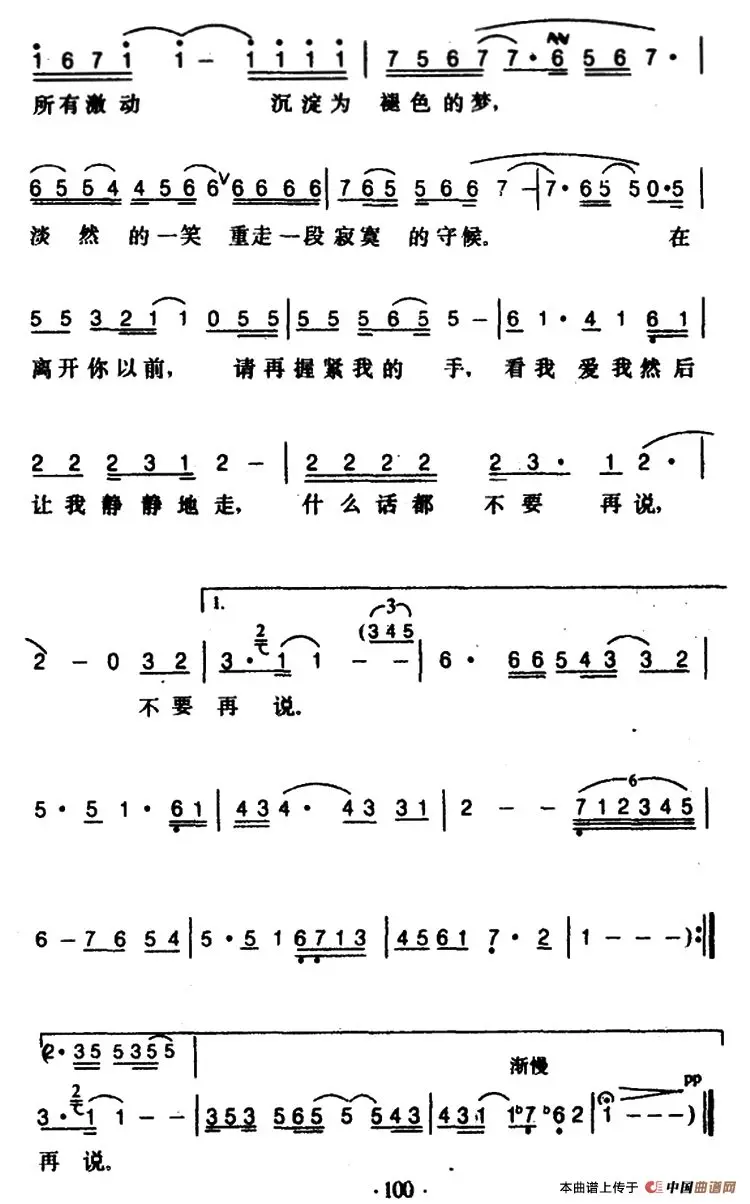 1 6 7 1 1 – 1 1 1 1 | 7 5 6 7 7· 6 5 6 7· |
所有激动 沉淀为 褪色的梦,
6 5 5 4 4 5 6 6 6 V 6 6 6 6 | 7 6 5 5 6 6 7 – | 7· 6 5 5 0·5
淡然的一笑 重走一段寂寞 的守候。 在
5 5 3 2 1 1 0 5 5 | 5 5 5 6 5 5 – | 6 1· 4 1 6 1 |
离开你以前, 请再握紧我的 手, 看我 爱我然后
2 2 2 3 1 2 – | 2 2 2 2 2 3· 1 2· |
让我静静地走, 什么话都 不要 再说,
1. 2 3
2 – 0 3 2 | 3· 1 1 – – (3 4 5 | 6· 6 6 5 4 3 3 2 |
不要 再 说。
6
5· 5 1· 6 1 | 4 3 4· 4 3 3 1 | 2 – – 7 1 2 3 4 5 |
6 – 7 6 5 4 | 5· 5 1 6 7 1 3 | 4 5 6 1 7· 2 | 1 – – –) :‖
(2· 3 5 5 3 5 5 | 渐慢
2 pp
3· 1 1 – – | 3 5 3 5 6 5 5 5 4 3 | 4 3 1 1 ♭7 ♭6 2 | 1 – – –) ‖
再 说。
· 100 ·
本曲谱上传于 中国曲谱网